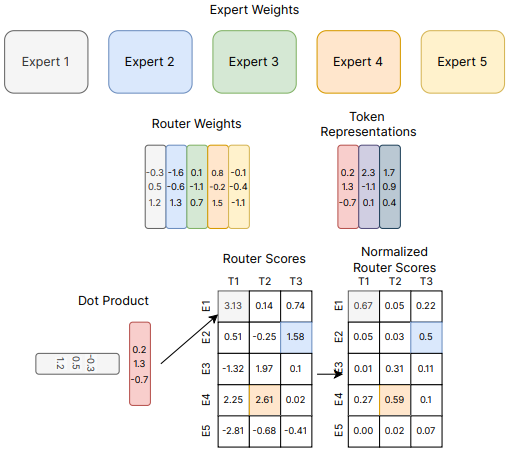 Expert Weights
Expert 1 Expert 2 Expert 3 Expert 4 Expert 5
Router Weights
Token
Representations
-0.3 -1.6 0.1 0.8 -0.1
0.5 -0.6 -1.1 -0.2 -0.4
1.2 1.3 0.7 1.5 -1.1
0.2 2.3 1.7
1.3 -1.1 0.9
-0.7 0.1 0.4
Dot Product
-0.3
0.5
1.2
0.2
1.3
-0.7
Router Scores
T1 T2 T3
E1 3.13 0.14 0.74
E2 0.51 -0.25 1.58
E3 -1.32 1.97 0.1
E4 2.25 2.61 0.02
E5 -2.81 -0.68 -0.41
Normalized
Router Scores
T1 T2 T3
E1 0.67 0.05 0.22
E2 0.05 0.03 0.5
E3 0.01 0.31 0.11
E4 0.27 0.59 0.1
E5 0.00 0.02 0.07